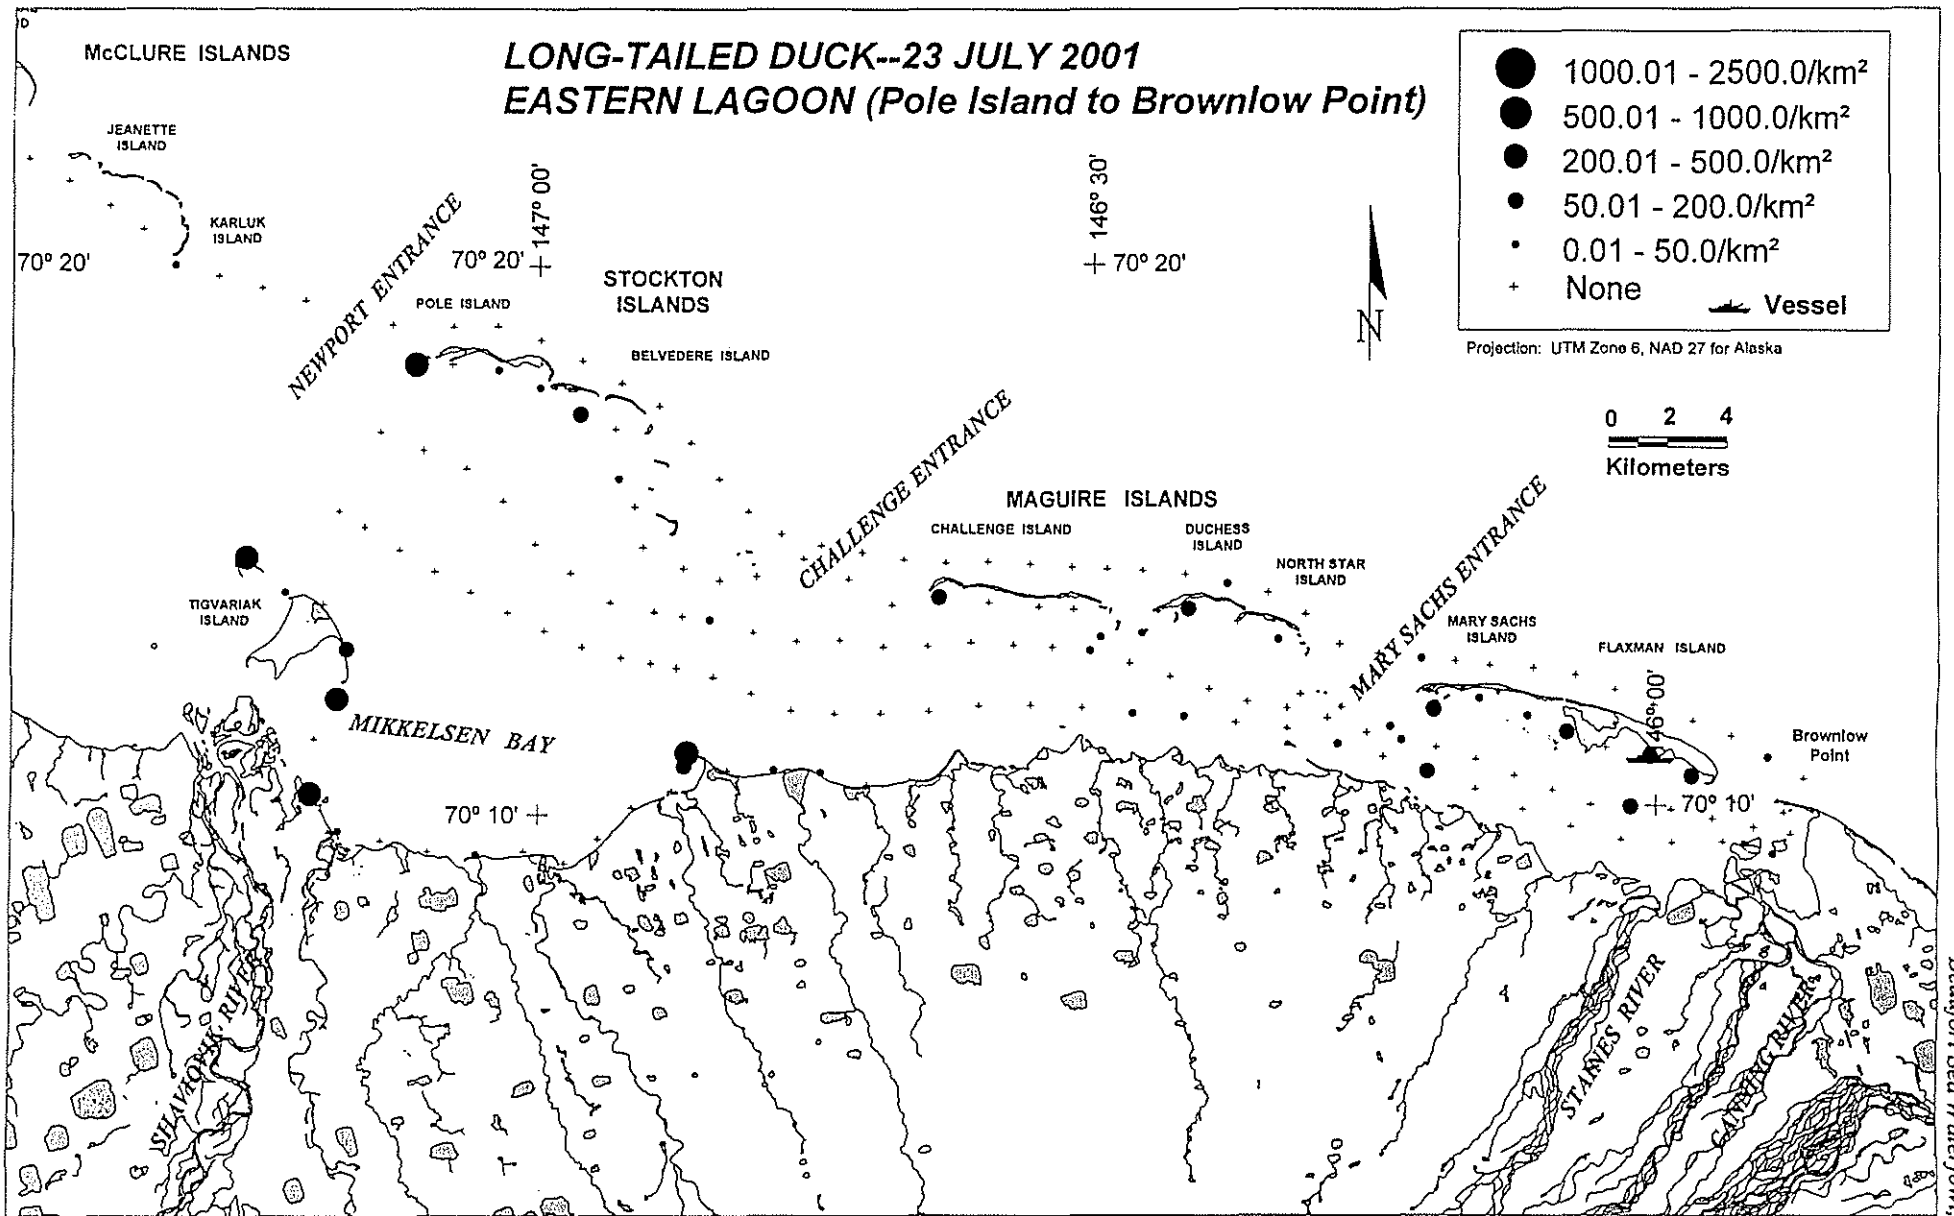 D
McCLURE ISLANDS
LONG-TAILED DUCK--23 JULY 2001
EASTERN LAGOON (Pole Island to Brownlow Point)
1000.01 - 2500.0/km²
500.01 - 1000.0/km²
200.01 - 500.0/km²
50.01 - 200.0/km²
0.01 - 50.0/km²
None
Vessel
Projection: UTM Zone 6, NAD 27 for Alaska
JEANETTE
ISLAND
KARLUK
ISLAND
70° 20'
NEWPORT ENTRANCE
147° 00'
70° 20'
146° 30'
70° 20'
N
STOCKTON
ISLANDS
POLE ISLAND
BELVEDERE ISLAND
0 2 4
Kilometers
CHALLENGE ENTRANCE
MAGUIRE ISLANDS
CHALLENGE ISLAND
DUCHESS
ISLAND
NORTH STAR
ISLAND
MARY SACHS ENTRANCE
MARY SACHS
ISLAND
FLAXMAN ISLAND
TIGVARIAK
ISLAND
146° 00'
MIKKELSEN BAY
Brownlow
Point
70° 10'
70° 10'
SHAVIOVIK RIVER
STAINES RIVER
CANNING RIVER